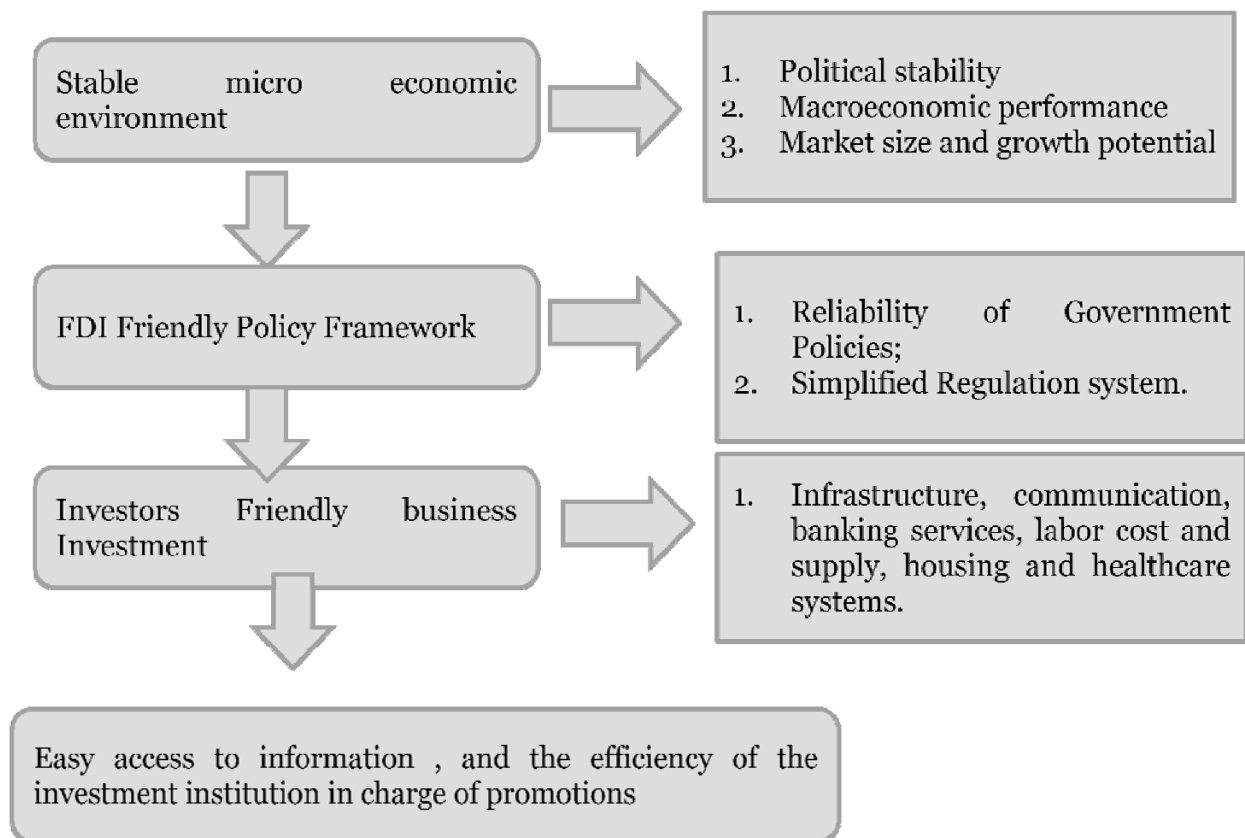 Stable micro economic
environment
1. Political stability
2. Macroeconomic performance
3. Market size and growth potential
FDI Friendly Policy Framework
1. Reliability of Government
Policies;
2. Simplified Regulation system.
Investors Friendly business
Investment
1. Infrastructure, communication,
banking services, labor cost and
supply, housing and healthcare
systems.
Easy access to information , and the efficiency of the
investment institution in charge of promotions